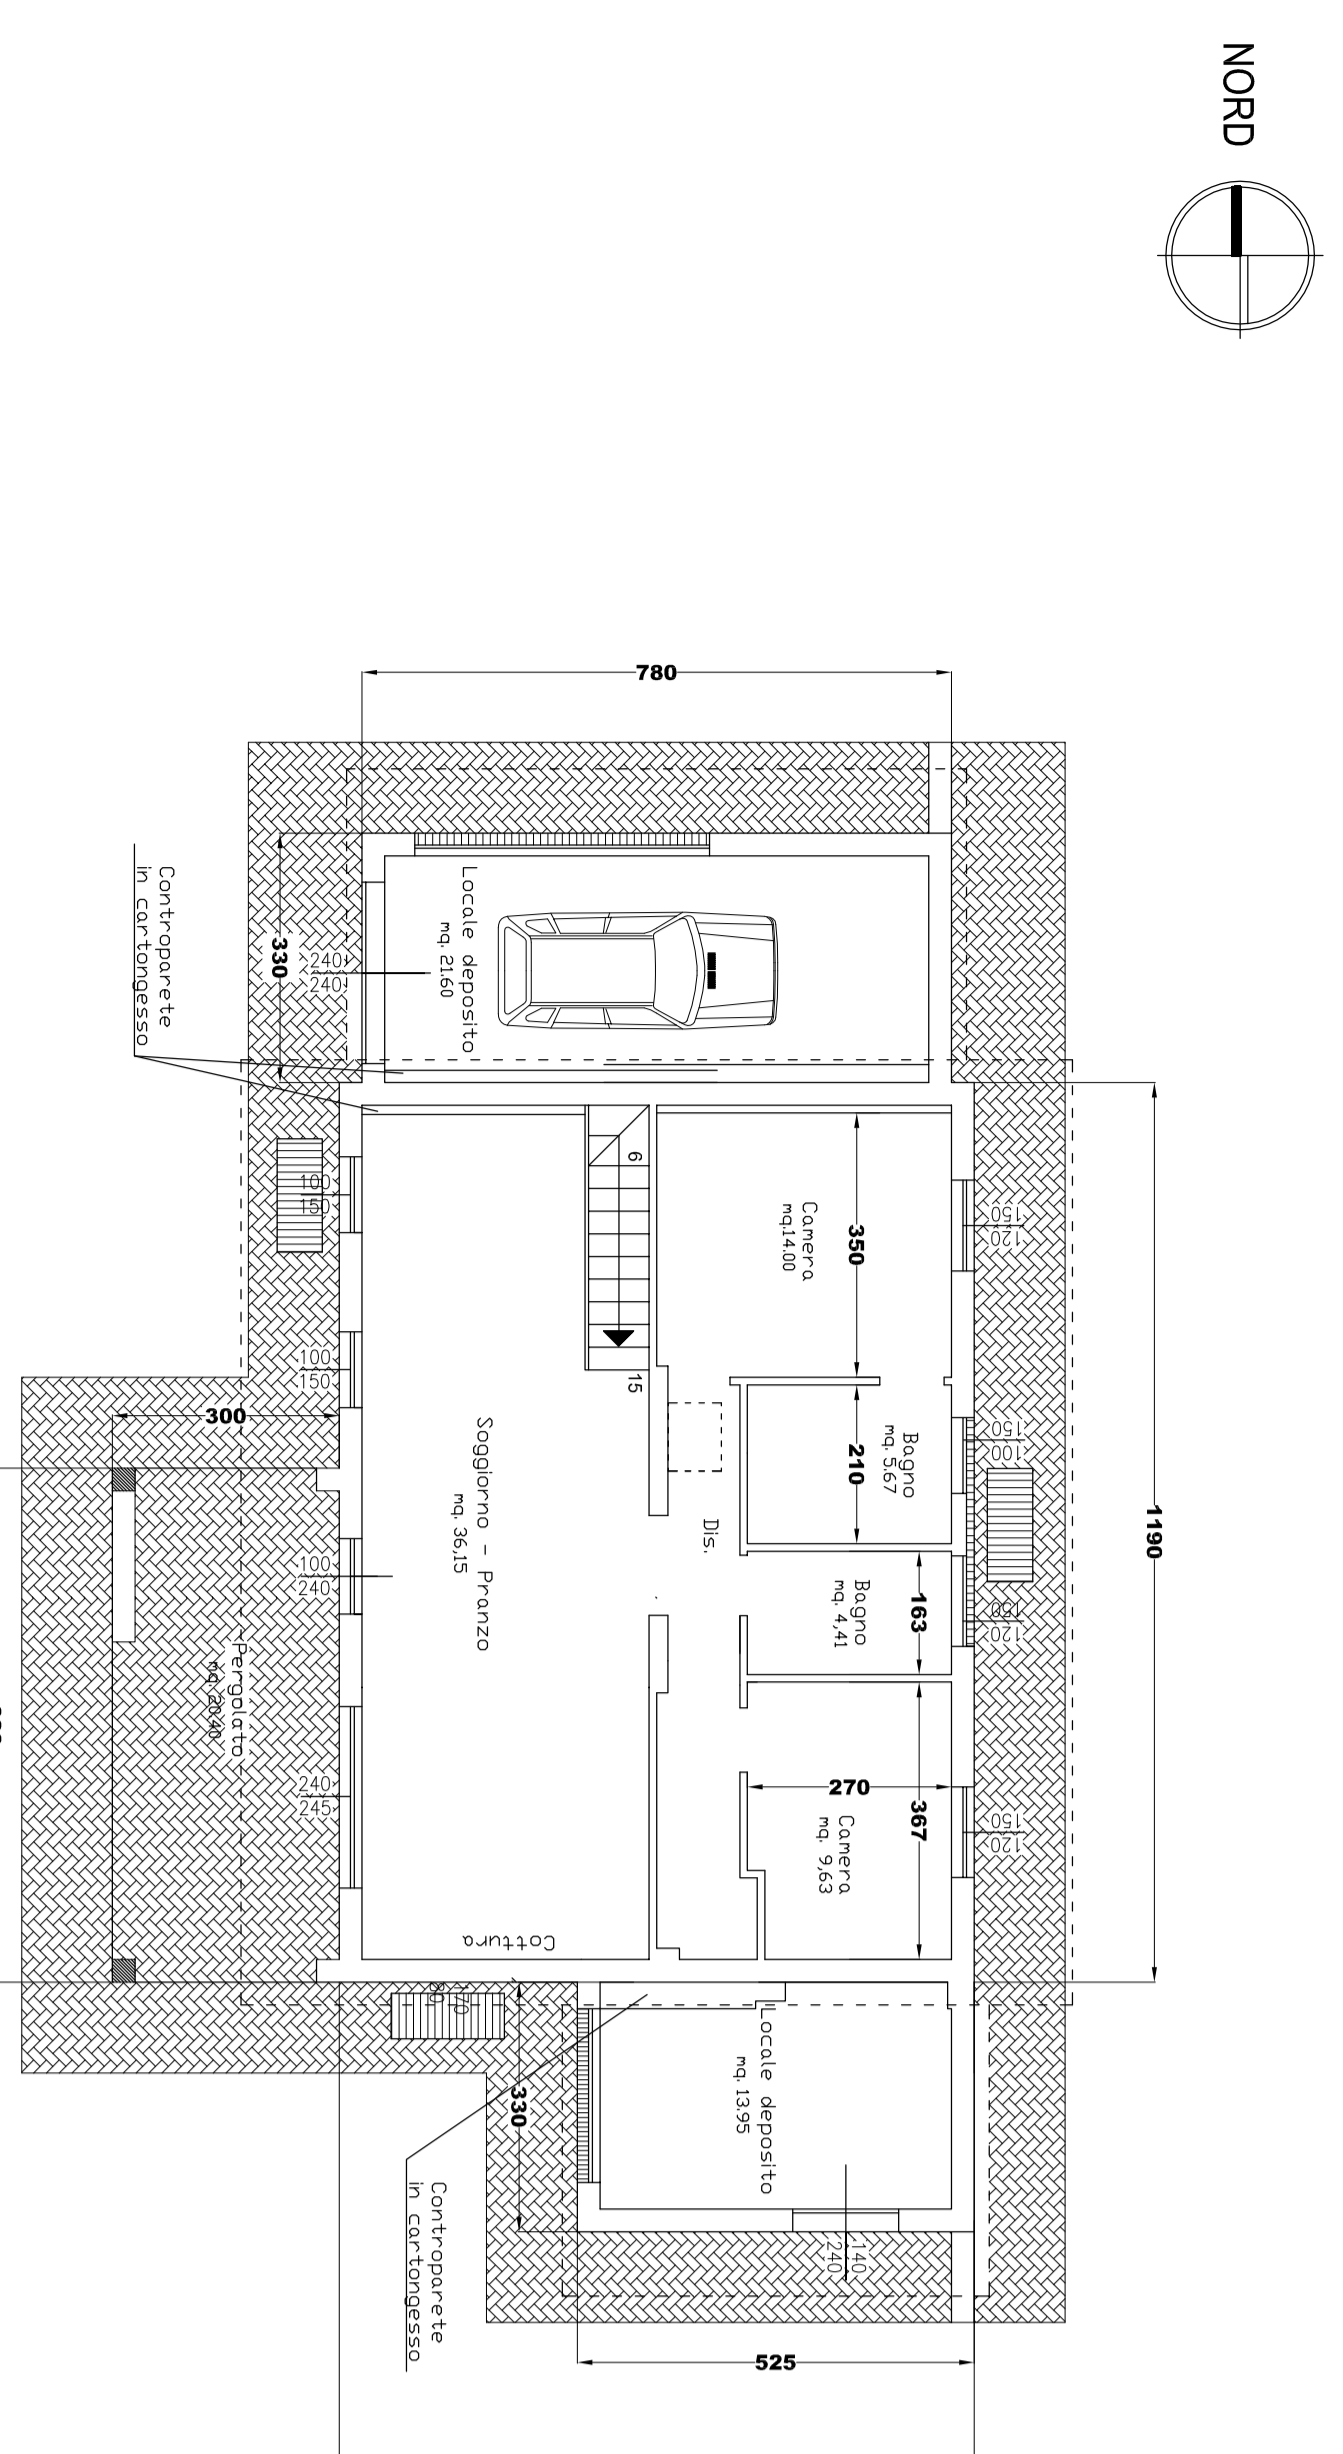 NORD
780
Controparete
in cartongesso
330
240
240
Locale deposito
mq. 21.60
100
150
6
15
Camera
mq.14.00
350
150
120
100
150
300
Soggiorno - Pranzo
mq. 36,15
Dis.
Bagno
mq. 5.67
210
150
100
1190
100
240
Bagno
mq. 4,41
163
150
120
Pergolato
mq. 20.40
240
245
270
367
Camera
mq. 9,63
150
120
Cottura
170
80
330
Locale deposito
mq. 13.95
Controparete
in cartongesso
140
240
525